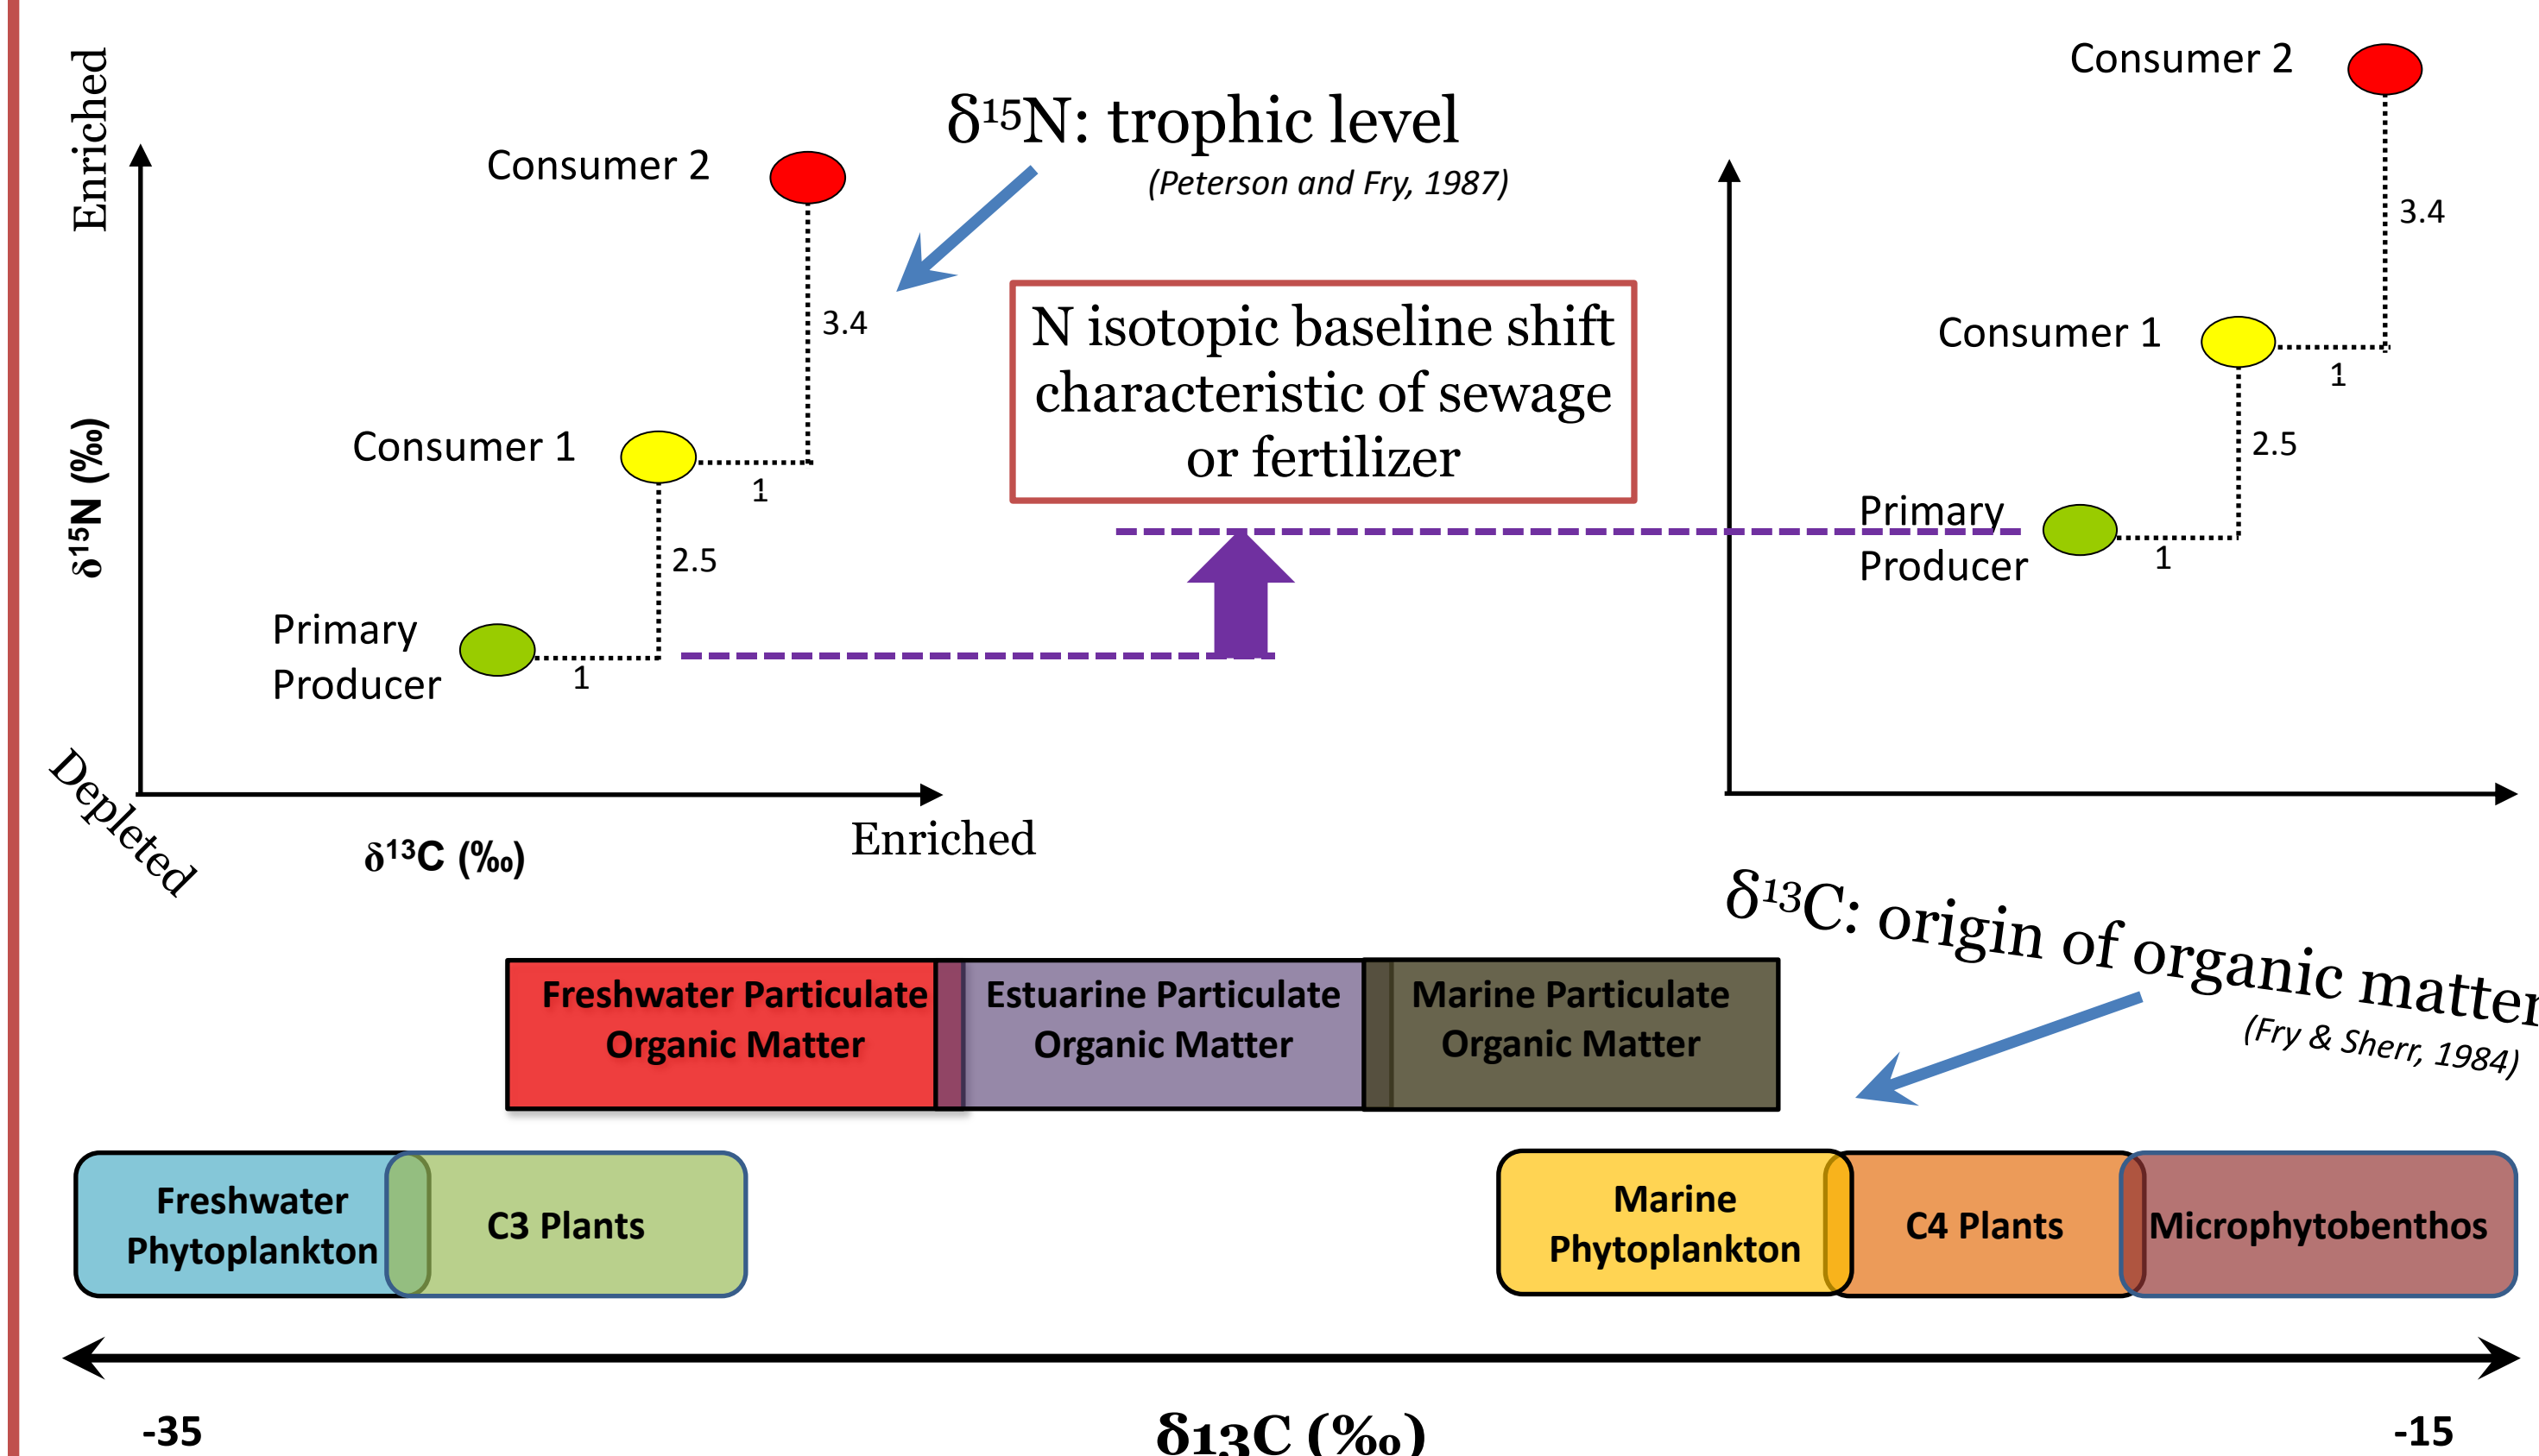 Enriched
δ¹⁵N (‰)
Depleted
δ¹³C (‰)
Enriched
Consumer 2
3.4
Consumer 1
1
2.5
Primary
Producer
1
δ¹⁵N: trophic level
(Peterson and Fry, 1987)
N isotopic baseline shift
characteristic of sewage
or fertilizer
Consumer 2
3.4
Consumer 1
1
2.5
Primary
Producer
1
δ¹³C: origin of organic matter
(Fry & Sherr, 1984)
Freshwater Particulate
Organic Matter
Estuarine Particulate
Organic Matter
Marine Particulate
Organic Matter
Freshwater
Phytoplankton
C3 Plants
Marine
Phytoplankton
C4 Plants
Microphytobenthos
-35
δ13C (‰)
-15